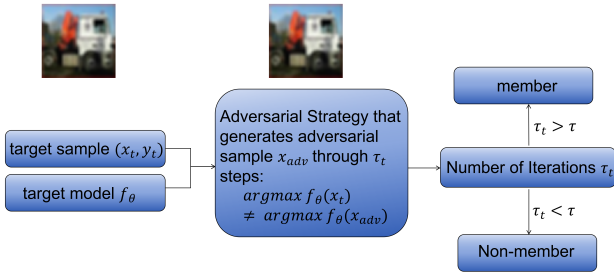 target sample (x_t, y_t)
target model f_θ
Adversarial Strategy that
generates adversarial
sample x_adv through τ_t
steps:
argmax f_θ(x_t)
≠ argmax f_θ(x_adv)
member
τ_t > τ
Number of Iterations τ_t
τ_t < τ
Non-member